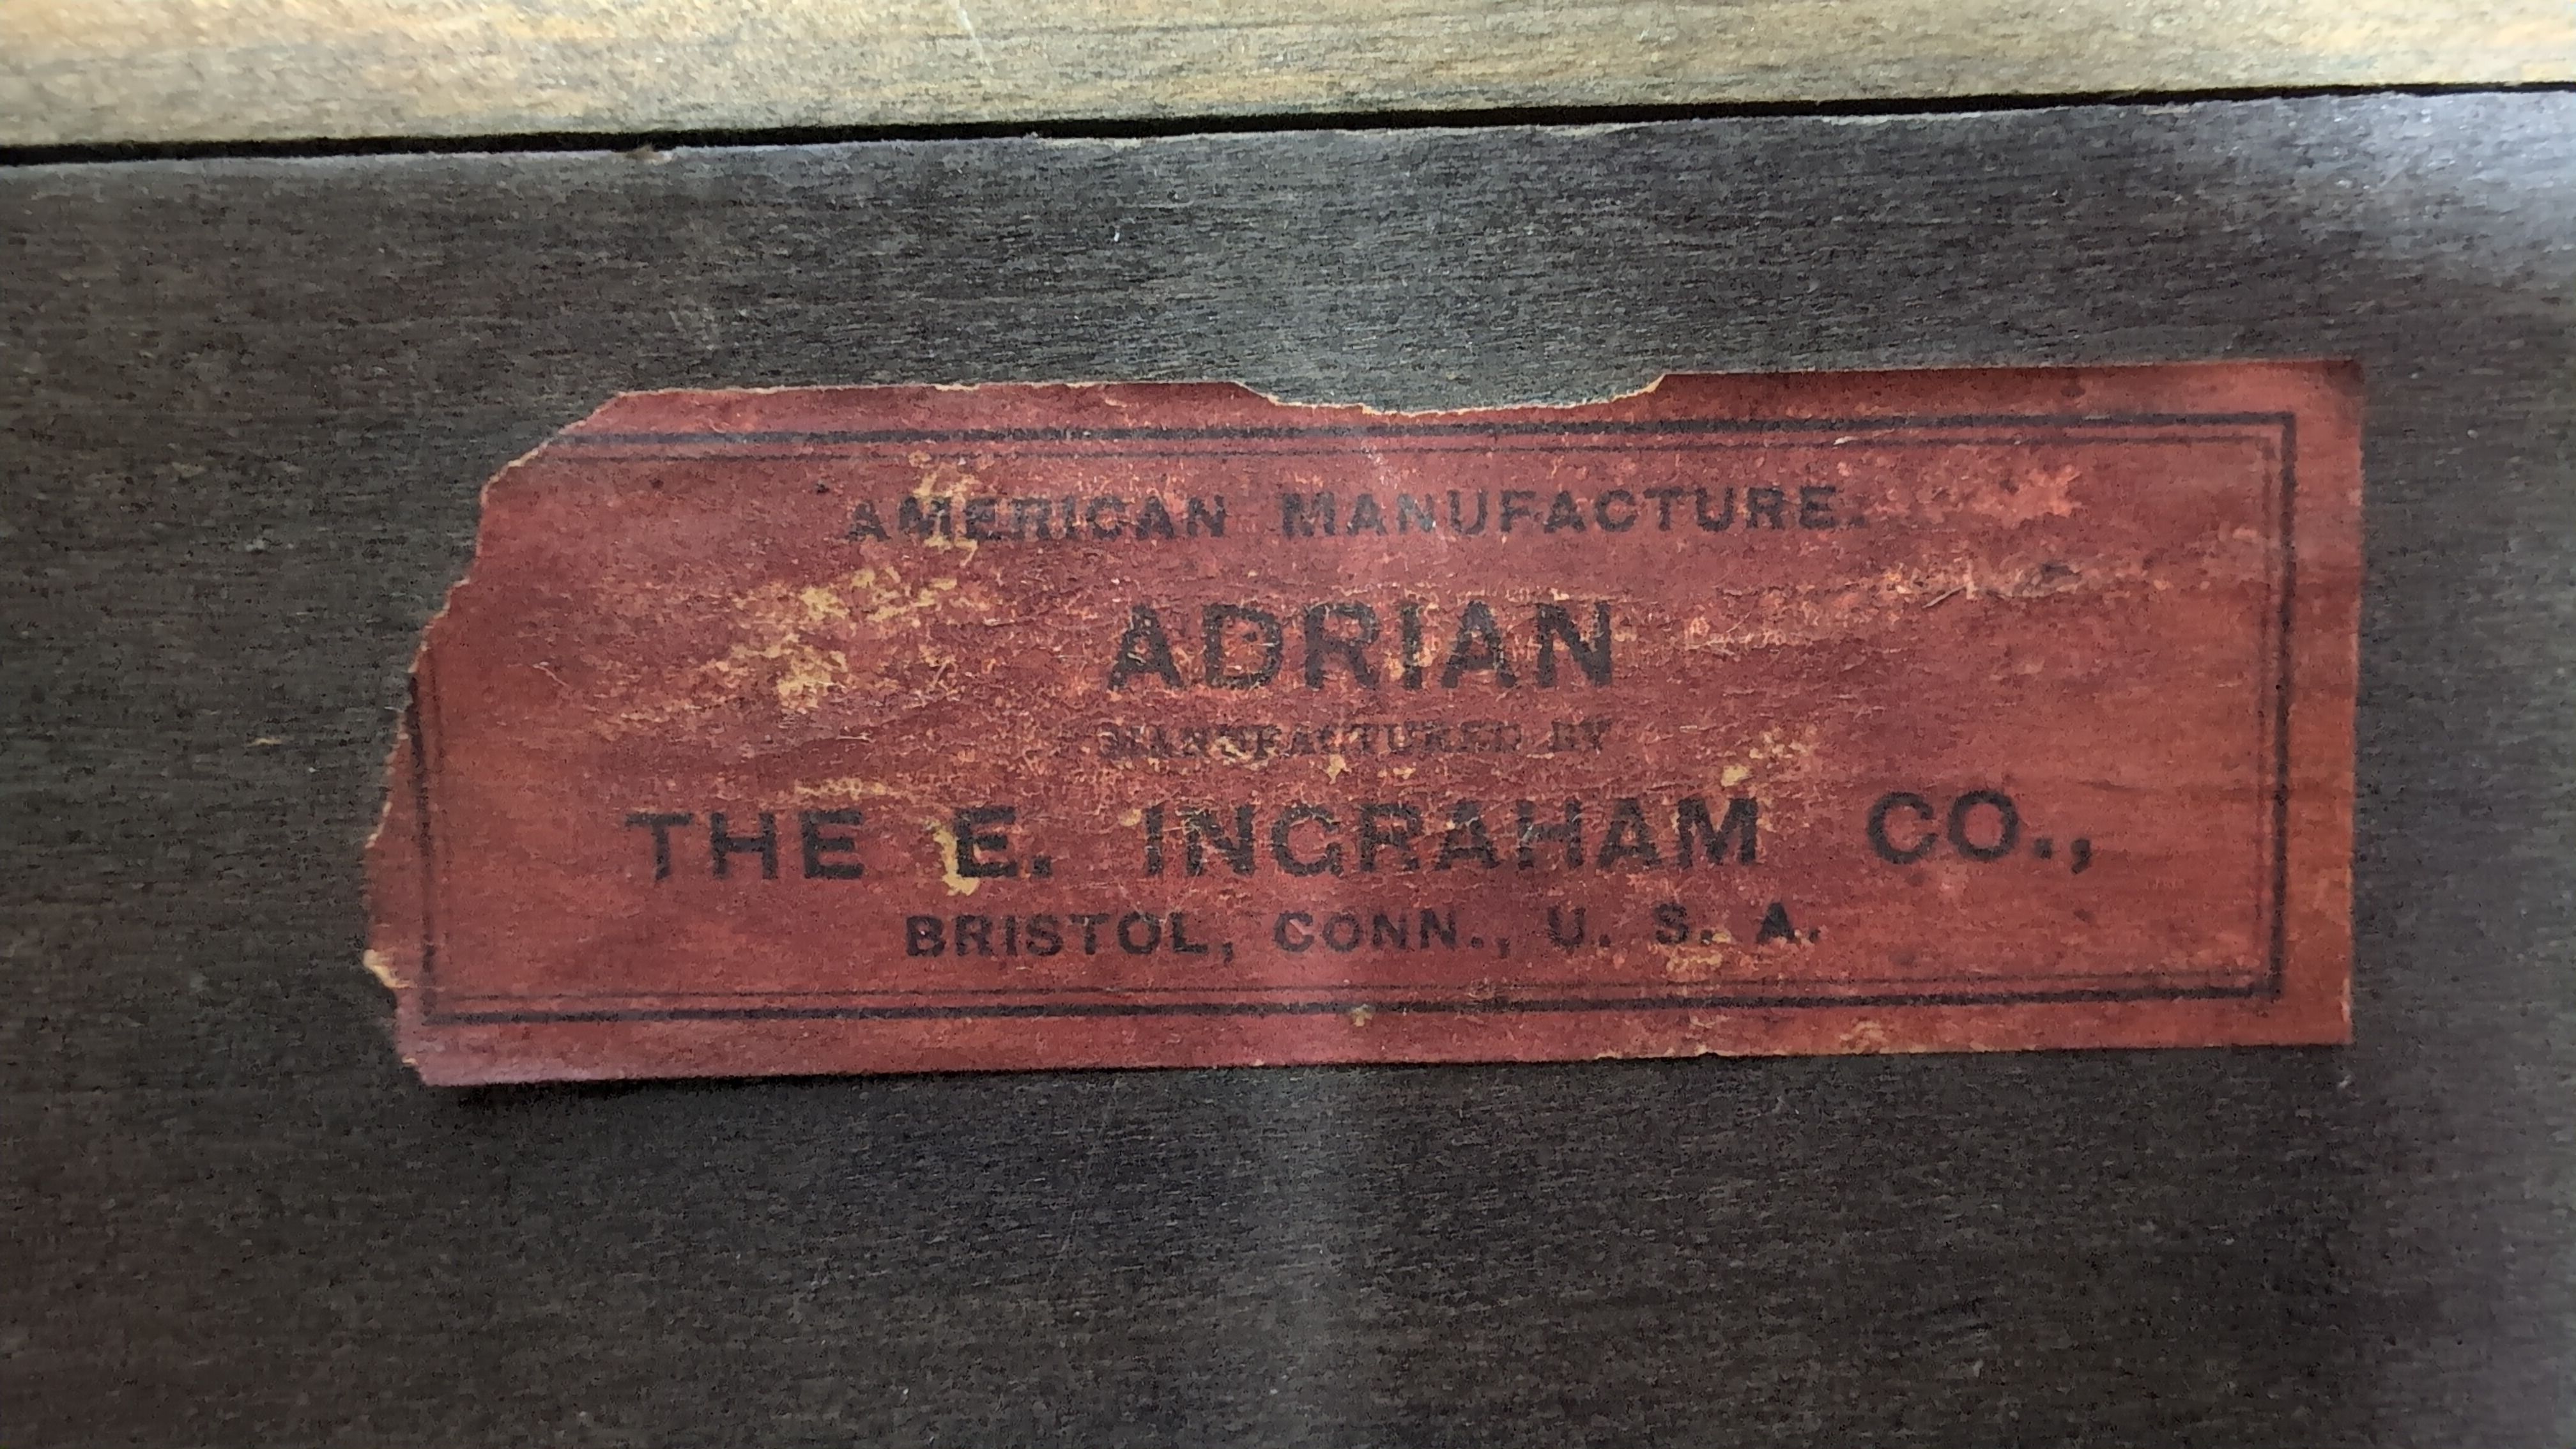 AMERICAN MANUFACTURE.
ADRIAN
MANUFACTURED BY
THE E. INGRAHAM CO.,
BRISTOL, CONN., U. S. A.